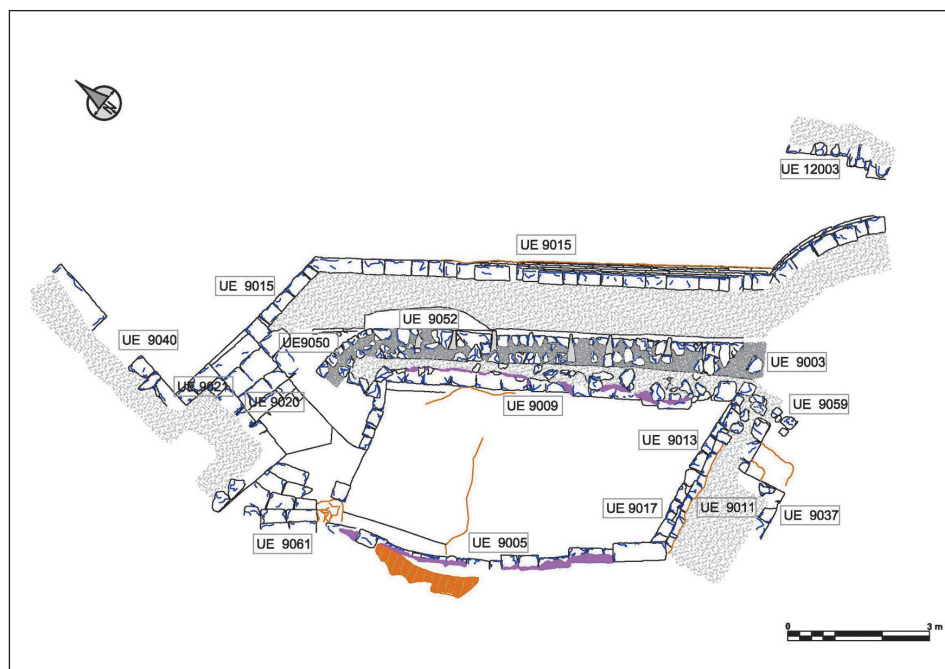 N
UE 12003
UE 9015
UE 9015
UE 9052
UE9050
UE 9040
UE 9003
UE 9021
UE 9020
UE 9009
UE 9059
UE 9013
UE 9017
UE 9011
UE 9037
UE 9061
UE 9005
0 3 m